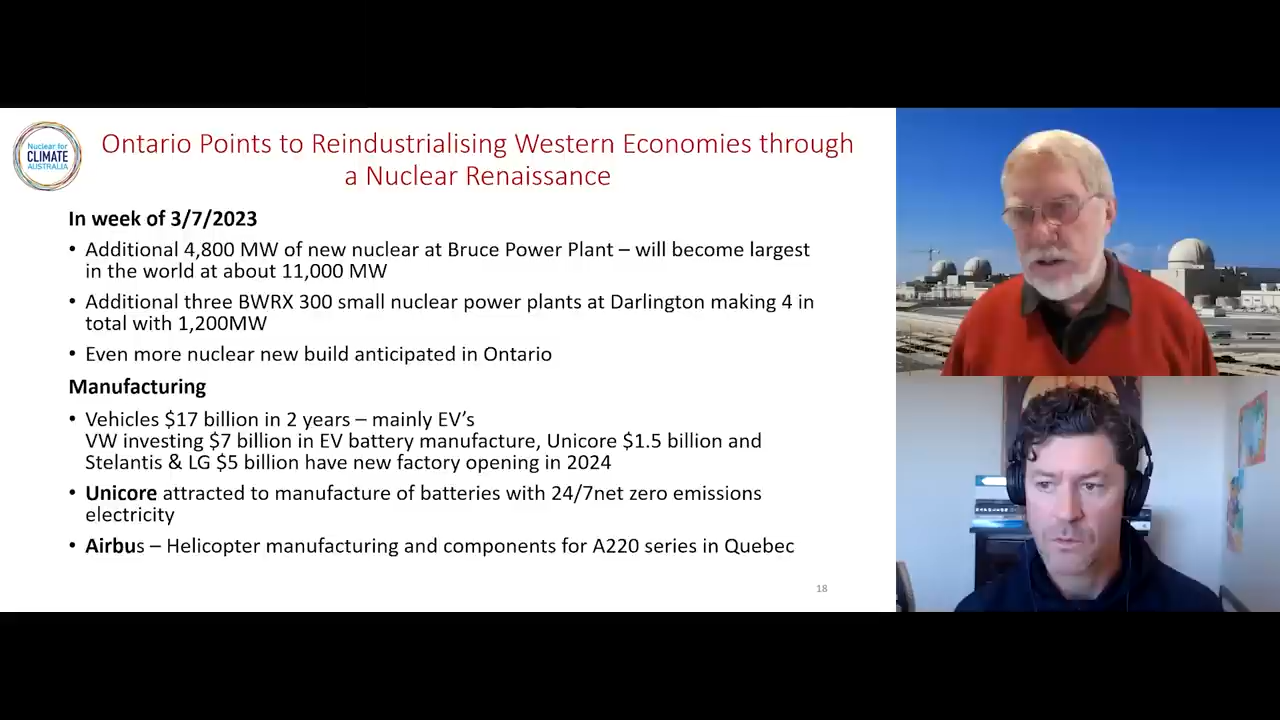 Nuclear for
CLIMATE
AUSTRALIA
Ontario Points to Reindustrialising Western Economies through
a Nuclear Renaissance
In week of 3/7/2023
• Additional 4,800 MW of new nuclear at Bruce Power Plant – will become largest
in the world at about 11,000 MW
• Additional three BWRX 300 small nuclear power plants at Darlington making 4 in
total with 1,200MW
• Even more nuclear new build anticipated in Ontario
Manufacturing
• Vehicles $17 billion in 2 years – mainly EV’s
VW investing $7 billion in EV battery manufacture, Unicore $1.5 billion and
Stelantis & LG $5 billion have new factory opening in 2024
• Unicore attracted to manufacture of batteries with 24/7net zero emissions
electricity
• Airbus – Helicopter manufacturing and components for A220 series in Quebec
18